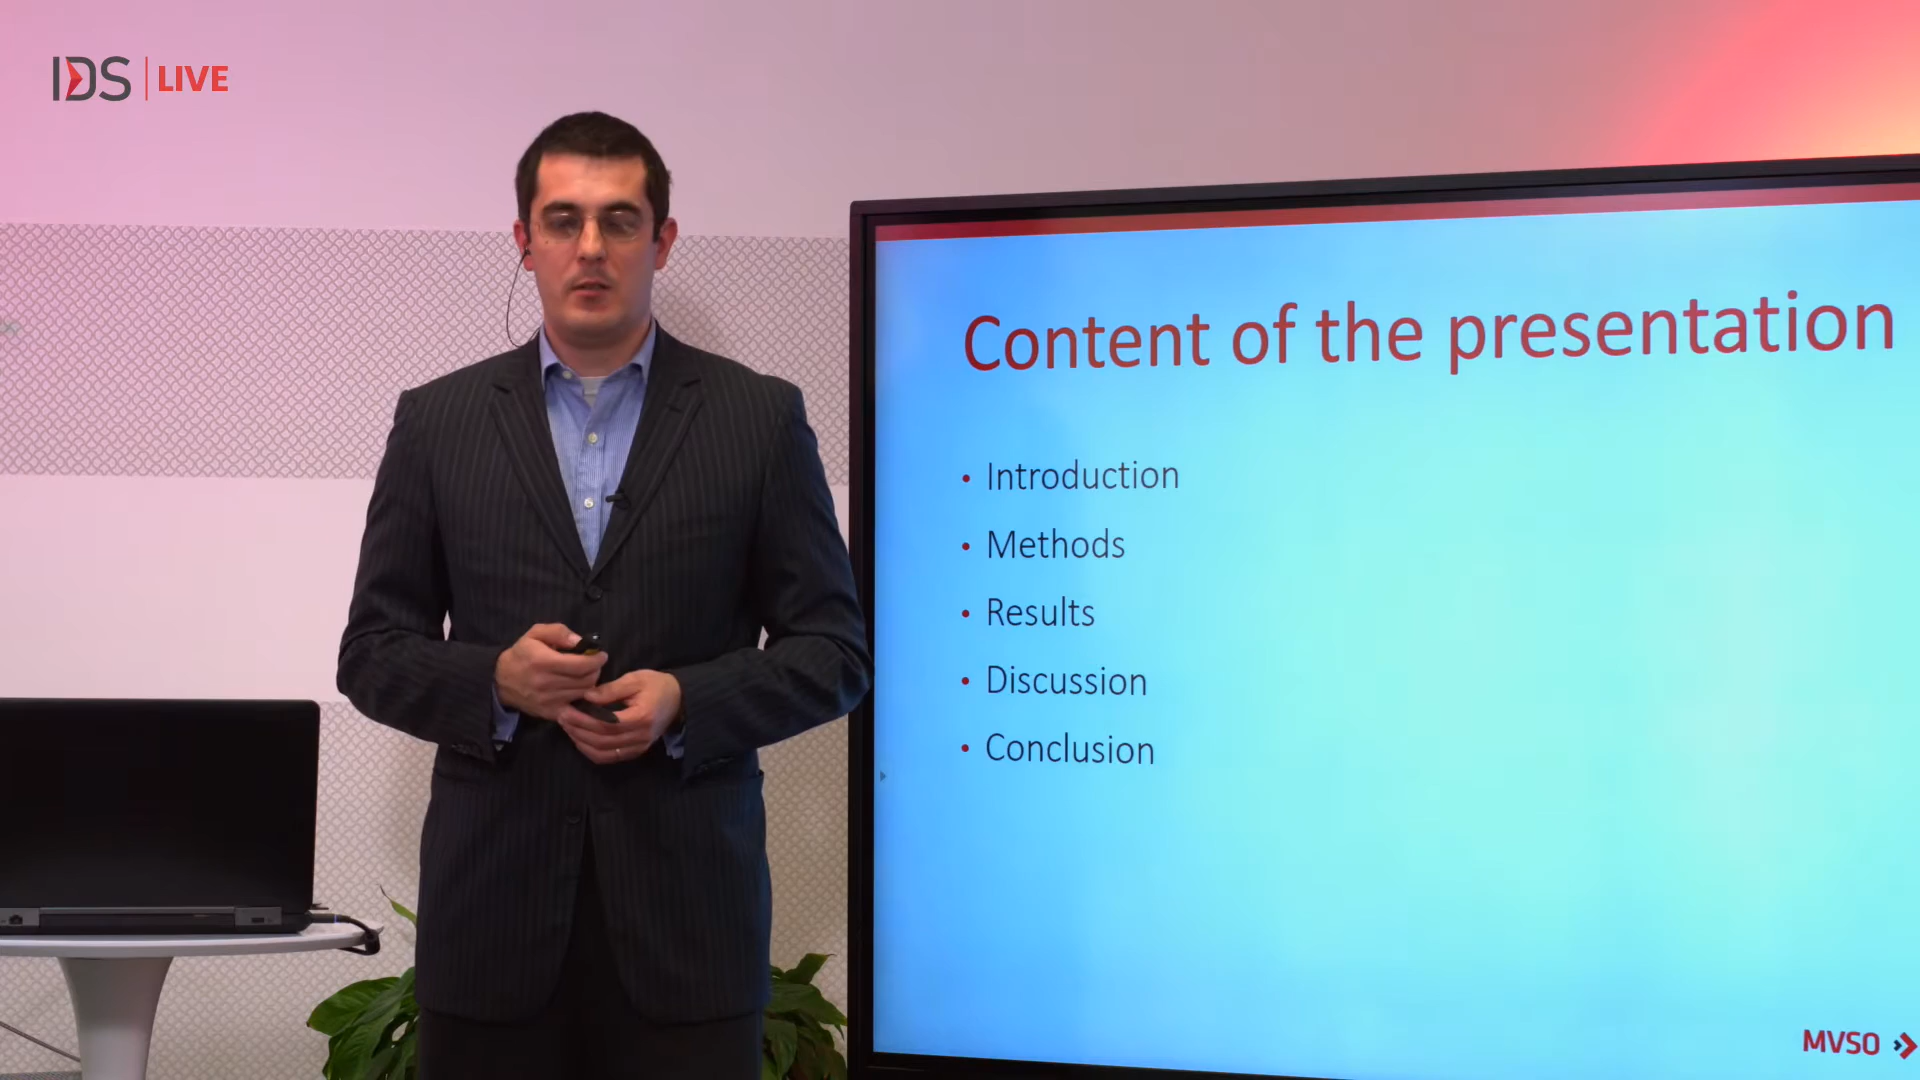 IDS | LIVE
Content of the presentation
• Introduction
• Methods
• Results
• Discussion
• Conclusion
MVSO